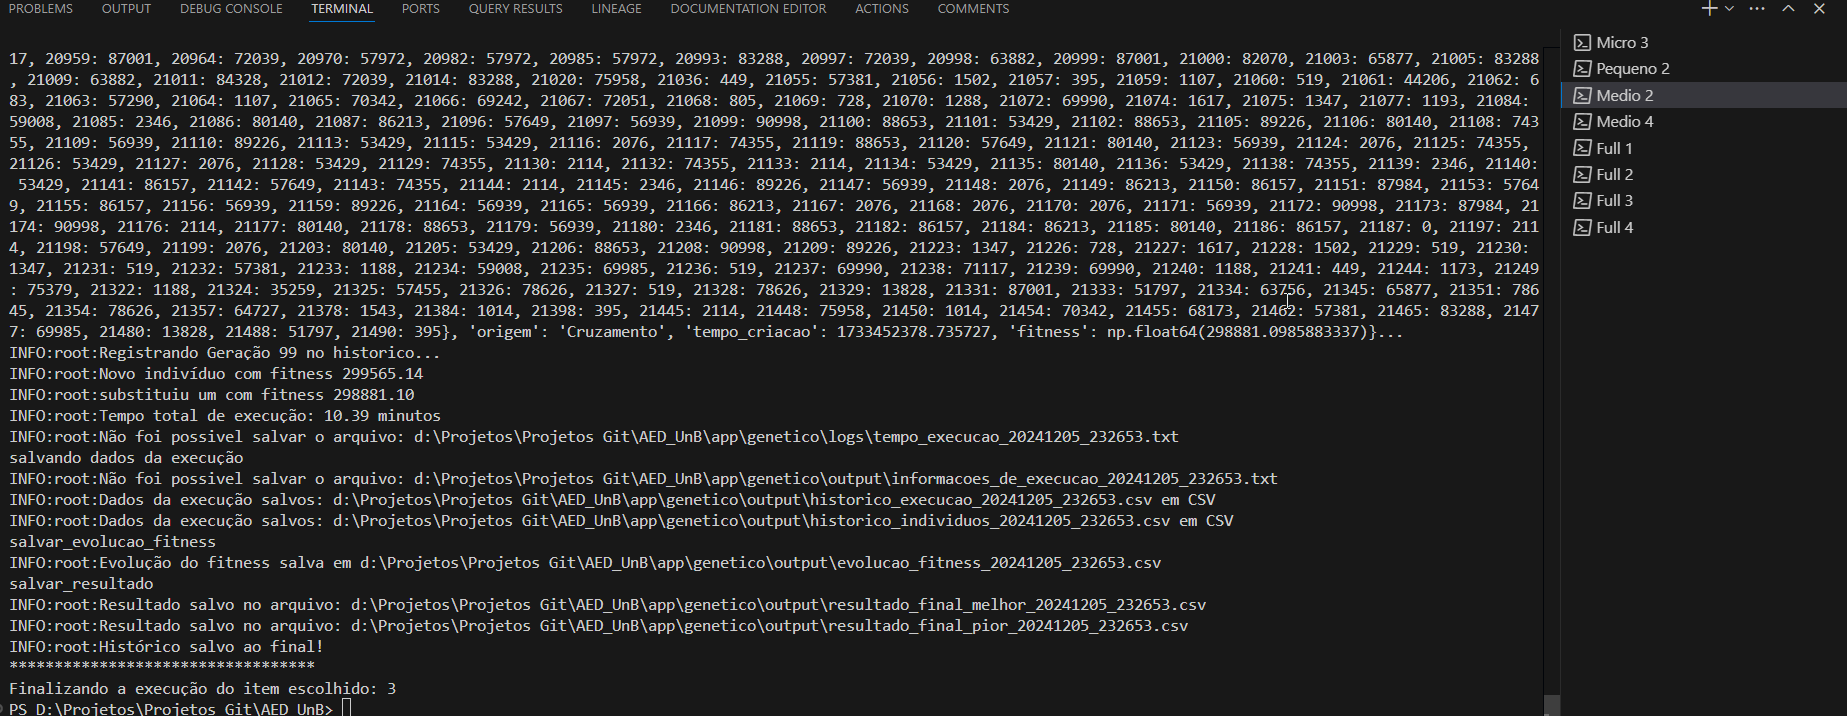 PROBLEMS OUTPUT DEBUG CONSOLE TERMINAL PORTS QUERY RESULTS LINEAGE DOCUMENTATION EDITOR ACTIONS COMMENTS
17, 20959: 87001, 20964: 72039, 20970: 57972, 20982: 57972, 20985: 57972, 20993: 83288, 20997: 72039, 20998: 63882, 20999: 87001, 21000: 82070, 21003: 65877, 21005: 83288
, 21009: 63882, 21011: 84328, 21012: 72039, 21014: 83288, 21020: 75958, 21036: 449, 21055: 57381, 21056: 1502, 21057: 395, 21059: 1107, 21060: 519, 21061: 44206, 21062: 6
83, 21063: 57290, 21064: 1107, 21065: 70342, 21066: 69242, 21067: 72051, 21068: 805, 21069: 728, 21070: 1288, 21072: 69990, 21074: 1617, 21075: 1347, 21077: 1193, 21084:
59008, 21085: 2346, 21086: 80140, 21087: 86213, 21096: 57649, 21097: 56939, 21099: 90998, 21100: 88653, 21101: 53429, 21102: 88653, 21105: 89226, 21106: 80140, 21108: 743
55, 21109: 56939, 21110: 89226, 21113: 53429, 21115: 53429, 21116: 2076, 21117: 74355, 21119: 88653, 21120: 57649, 21121: 80140, 21123: 56939, 21124: 2076, 21125: 74355,
21126: 53429, 21127: 2076, 21128: 53429, 21129: 74355, 21130: 2114, 21132: 74355, 21133: 2114, 21134: 53429, 21135: 80140, 21136: 53429, 21138: 74355, 21139: 2346, 21140:
53429, 21141: 86157, 21142: 57649, 21143: 74355, 21144: 2114, 21145: 2346, 21146: 89226, 21147: 56939, 21148: 2076, 21149: 86213, 21150: 86157, 21151: 87984, 21153: 5764
9, 21155: 86157, 21156: 56939, 21159: 89226, 21164: 56939, 21165: 56939, 21166: 86213, 21167: 2076, 21168: 2076, 21170: 2076, 21171: 56939, 21172: 90998, 21173: 87984, 21
174: 90998, 21176: 2114, 21177: 80140, 21178: 88653, 21179: 56939, 21180: 2346, 21181: 88653, 21182: 86157, 21184: 86213, 21185: 80140, 21186: 86157, 21187: 0, 21197: 211
4, 21198: 57649, 21199: 2076, 21203: 80140, 21205: 53429, 21206: 88653, 21208: 90998, 21209: 89226, 21223: 1347, 21226: 728, 21227: 1617, 21228: 1502, 21229: 519, 21230:
1347, 21231: 519, 21232: 57381, 21233: 1188, 21234: 59008, 21235: 69985, 21236: 519, 21237: 69990, 21238: 71117, 21239: 69990, 21240: 1188, 21241: 449, 21244: 1173, 21249
: 75379, 21322: 1188, 21324: 35259, 21325: 57455, 21326: 78626, 21327: 519, 21328: 78626, 21329: 13828, 21331: 87001, 21333: 51797, 21334: 63756, 21345: 65877, 21351: 786
45, 21354: 78626, 21357: 64727, 21378: 1543, 21384: 1014, 21398: 395, 21445: 2114, 21448: 75958, 21450: 1014, 21454: 70342, 21455: 68173, 21462: 57381, 21465: 83288, 2147
7: 69985, 21480: 13828, 21488: 51797, 21490: 395}, 'origem': 'Cruzamento', 'tempo_criacao': 1733452378.735727, 'fitness': np.float64(298881.0985883337)}...
INFO:root:Registrando Geração 99 no historico...
INFO:root:Novo indivíduo com fitness 299565.14
INFO:root:substituiu um com fitness 298881.10
INFO:root:Tempo total de execução: 10.39 minutos
INFO:root:Não foi possivel salvar o arquivo: d:\Projetos\Projetos Git\AED_UnB\app\genetico\logs\tempo_execucao_20241205_232653.txt
salvando dados da execução
INFO:root:Não foi possivel salvar o arquivo: d:\Projetos\Projetos Git\AED_UnB\app\genetico\output\informacoes_de_execucao_20241205_232653.txt
INFO:root:Dados da execução salvos: d:\Projetos\Projetos Git\AED_UnB\app\genetico\output\historico_execucao_20241205_232653.csv em CSV
INFO:root:Dados da execução salvos: d:\Projetos\Projetos Git\AED_UnB\app\genetico\output\historico_individuos_20241205_232653.csv em CSV
salvar_evolucao_fitness
INFO:root:Evolução do fitness salva em d:\Projetos\Projetos Git\AED_UnB\app\genetico\output\evolucao_fitness_20241205_232653.csv
salvar_resultado
INFO:root:Resultado salvo no arquivo: d:\Projetos\Projetos Git\AED_UnB\app\genetico\output\resultado_final_melhor_20241205_232653.csv
INFO:root:Resultado salvo no arquivo: d:\Projetos\Projetos Git\AED_UnB\app\genetico\output\resultado_final_pior_20241205_232653.csv
INFO:root:Histórico salvo ao final!
**********************************
Finalizando a execução do item escolhido: 3
PS D:\Projetos\Projetos Git\AED_UnB>
Micro 3
Pequeno 2
Medio 2
Medio 4
Full 1
Full 2
Full 3
Full 4